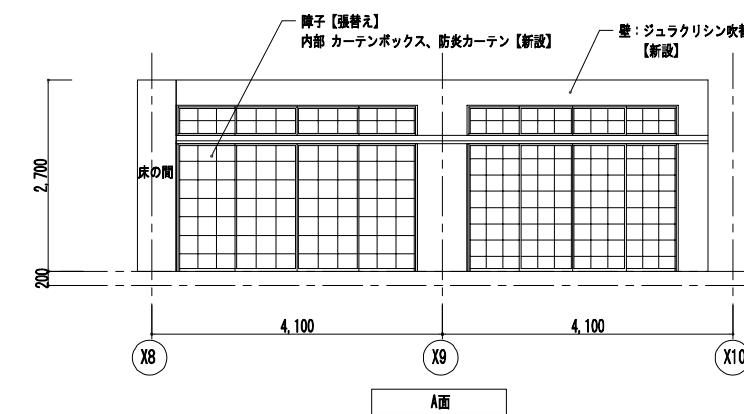 障子【張替え】
内部 カーテンボックス、防炎カーテン【新設】
壁：ジュラクリシン吹
【新設】
床の間
2,700
200
4,100
4,100
X8
X9
X10
A面